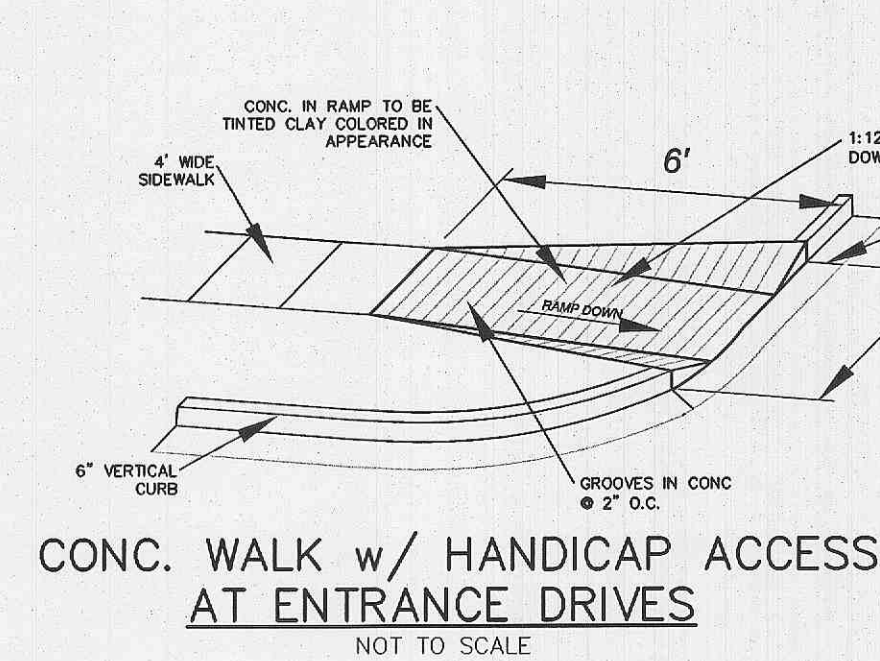 CONC. IN RAMP TO BE
TINTED CLAY COLORED IN
APPEARANCE
4' WIDE
SIDEWALK
6'
1:12
RAMP DOWN
6" VERTICAL
CURB
GROOVES IN CONC
@ 2" O.C.
CONC. WALK w/ HANDICAP ACCESS
AT ENTRANCE DRIVES
NOT TO SCALE